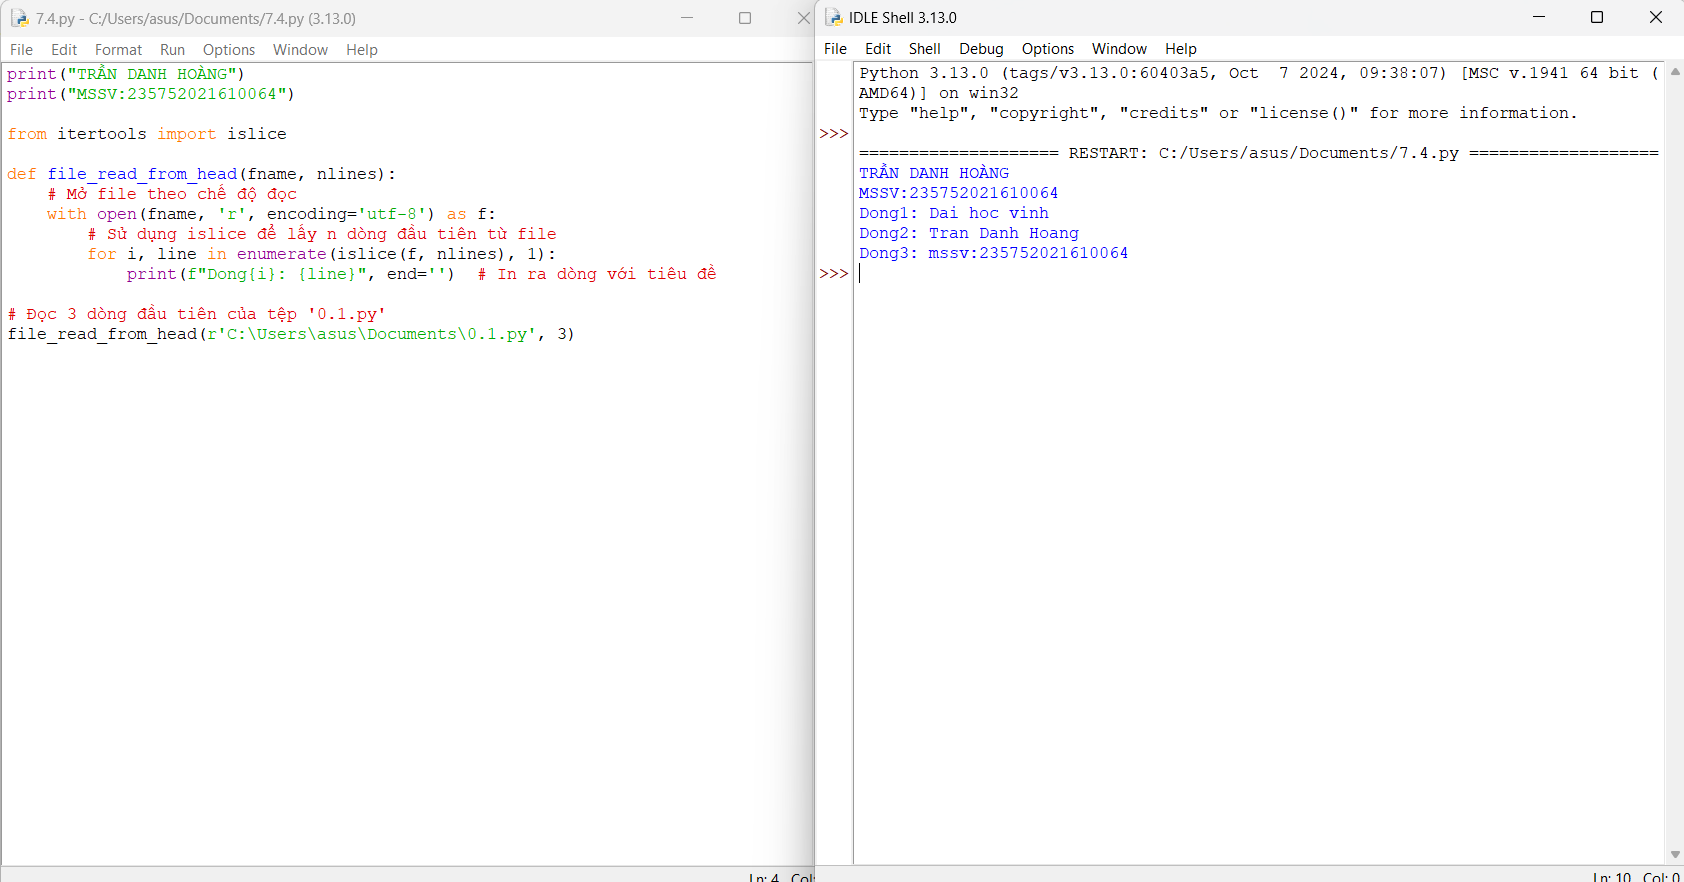 7.4.py - C:/Users/asus/Documents/7.4.py (3.13.0)
File Edit Format Run Options Window Help
print("TRẦN DANH HOÀNG")
print("MSSV:235752021610064")
from itertools import islice
def file_read_from_head(fname, nlines):
    # Mở file theo chế độ đọc
    with open(fname, 'r', encoding='utf-8') as f:
        # Sử dụng islice để lấy n dòng đầu tiên từ file
        for i, line in enumerate(islice(f, nlines), 1):
            print(f"Dong{i}: {line}", end='')  # In ra dòng với tiêu đề
# Đọc 3 dòng đầu tiên của tệp '0.1.py'
file_read_from_head(r'C:\Users\asus\Documents\0.1.py', 3)
Ln: 4 Col:
IDLE Shell 3.13.0
File Edit Shell Debug Options Window Help
Python 3.13.0 (tags/v3.13.0:60403a5, Oct  7 2024, 09:38:07) [MSC v.1941 64 bit (
AMD64)] on win32
Type "help", "copyright", "credits" or "license()" for more information.
>>>
==================== RESTART: C:/Users/asus/Documents/7.4.py ===================
TRẦN DANH HOÀNG
MSSV:235752021610064
Dong1: Dai hoc vinh
Dong2: Tran Danh Hoang
Dong3: mssv:235752021610064
>>>
Ln: 10 Col: 0